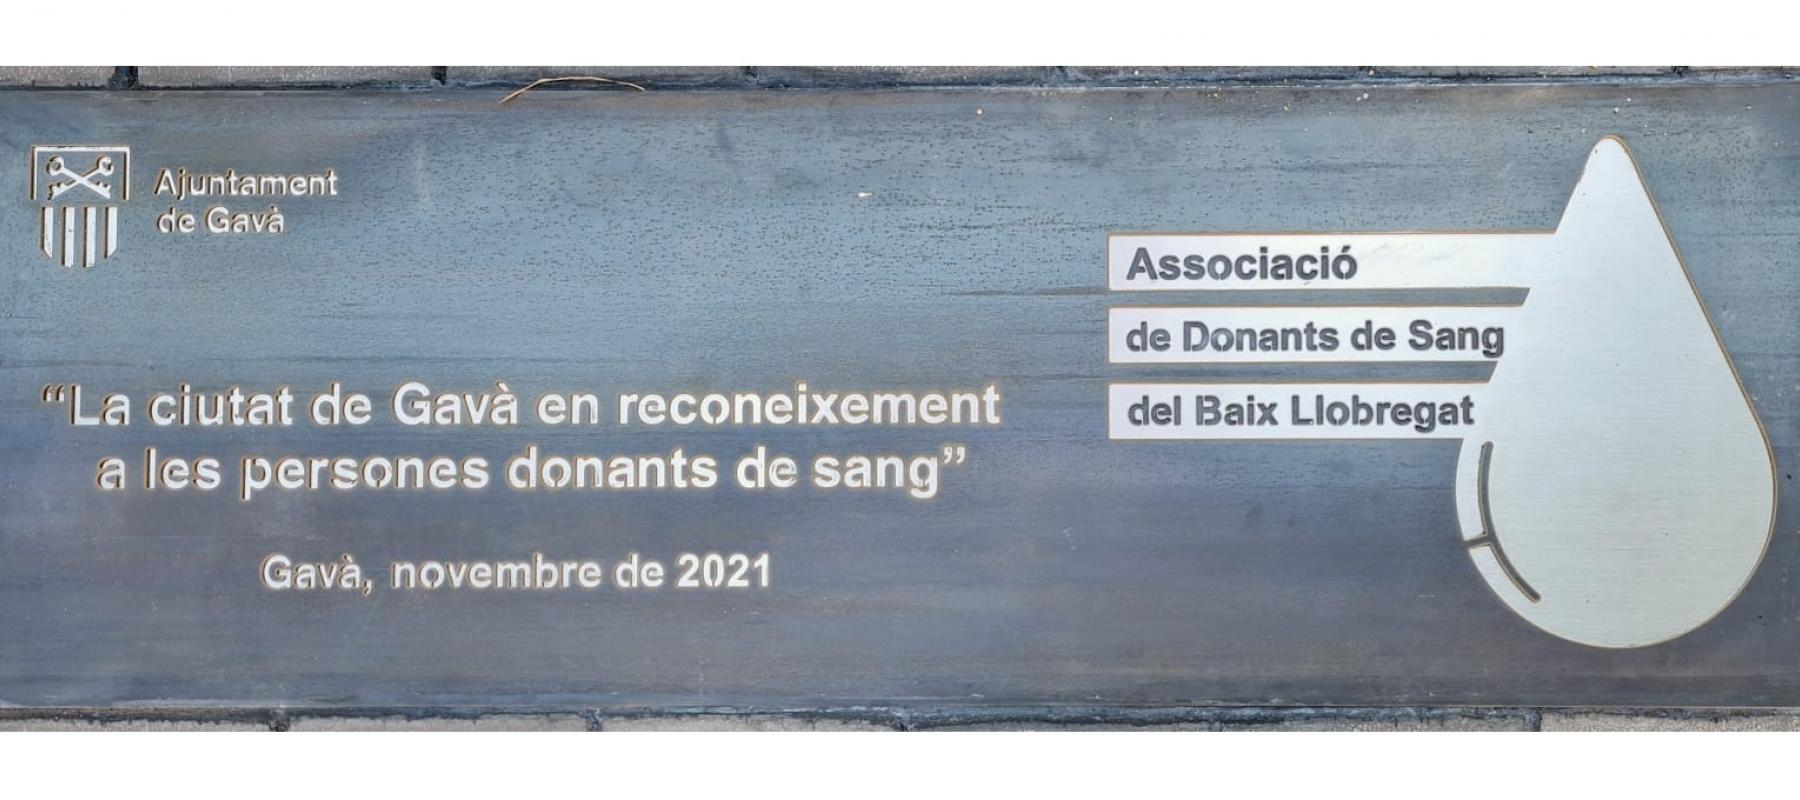 Ajuntament
de Gavà
“La ciutat de Gavà en reconeixement
a les persones donants de sang”
Gavà, novembre de 2021
Associació
de Donants de Sang
del Baix Llobregat